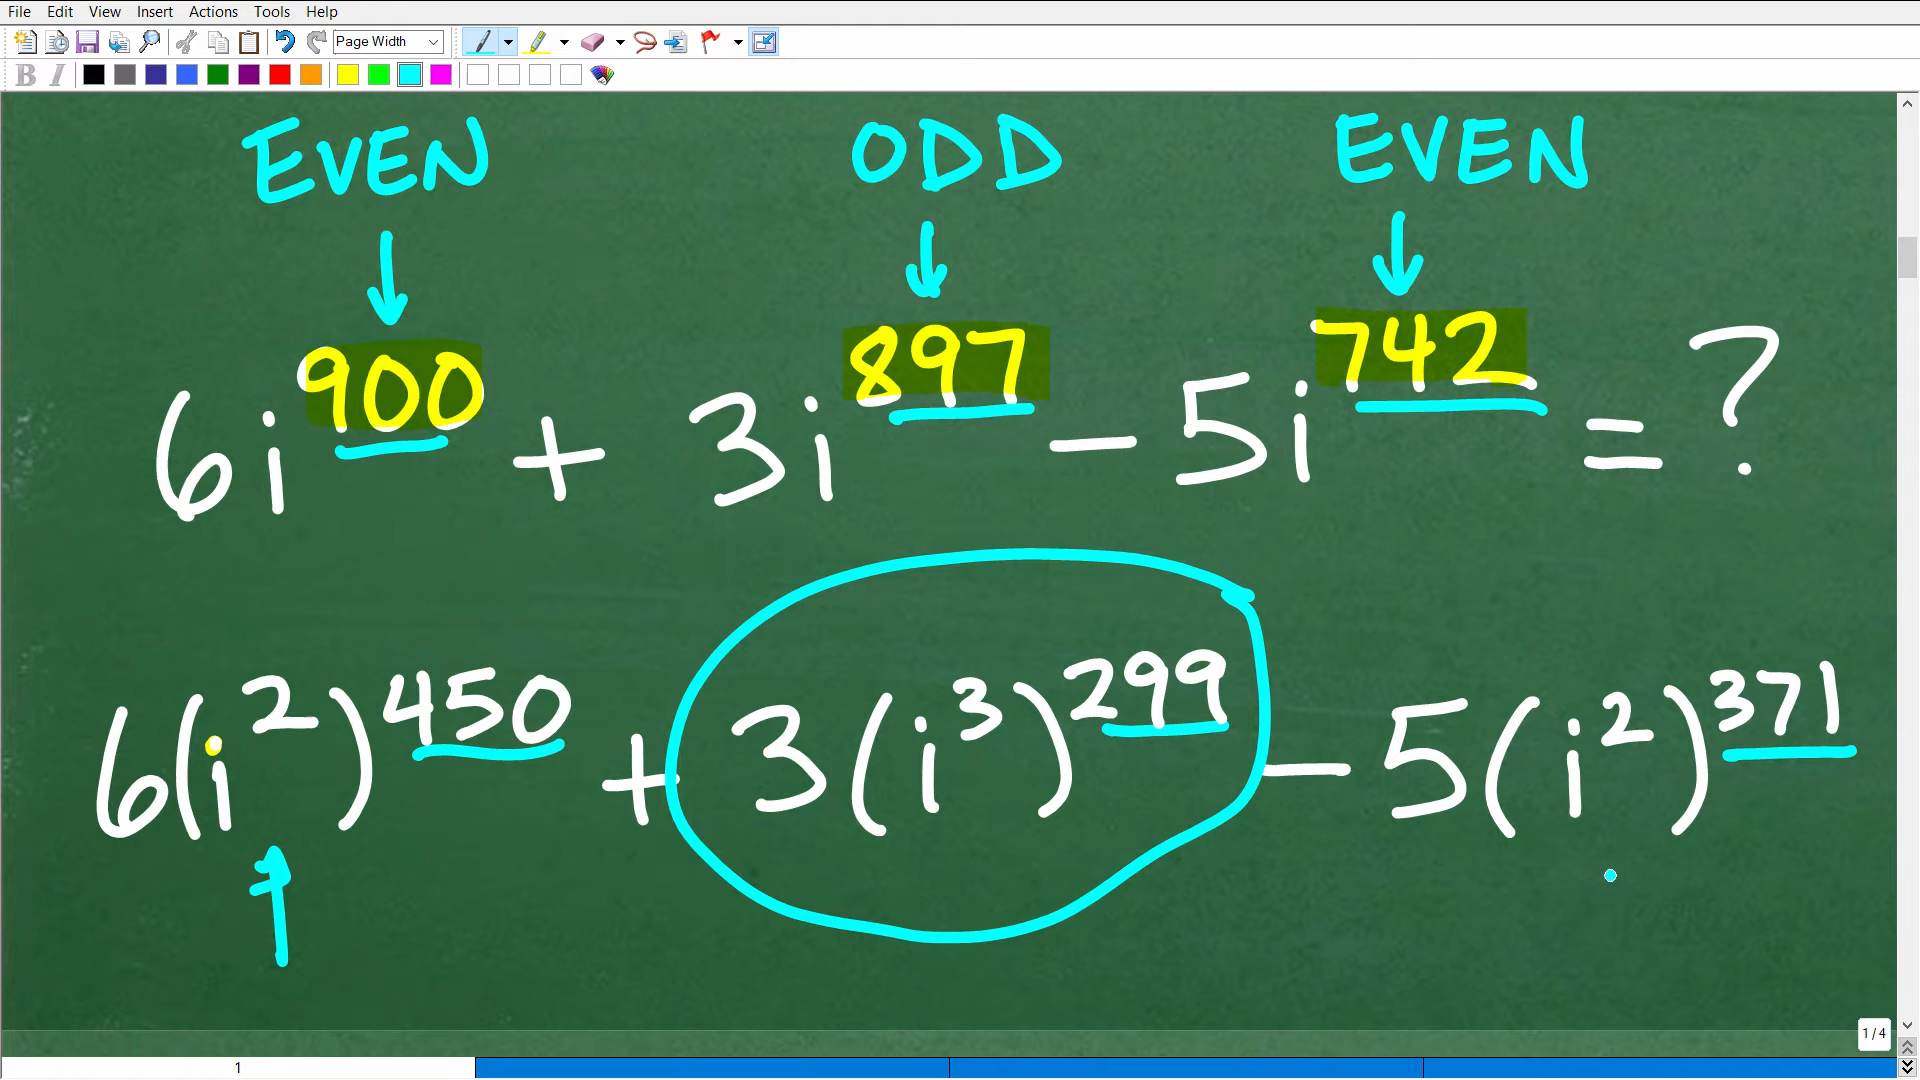 File Edit View Insert Actions Tools Help
Page Width
B I
EVEN ODD EVEN
6i⁹⁰⁰ + 3i⁸⁹⁷ - 5i⁷⁴² = ?
6(i²)⁴⁵⁰ + 3(i³)²⁹⁹ - 5(i²)³⁷¹
1 / 4
1